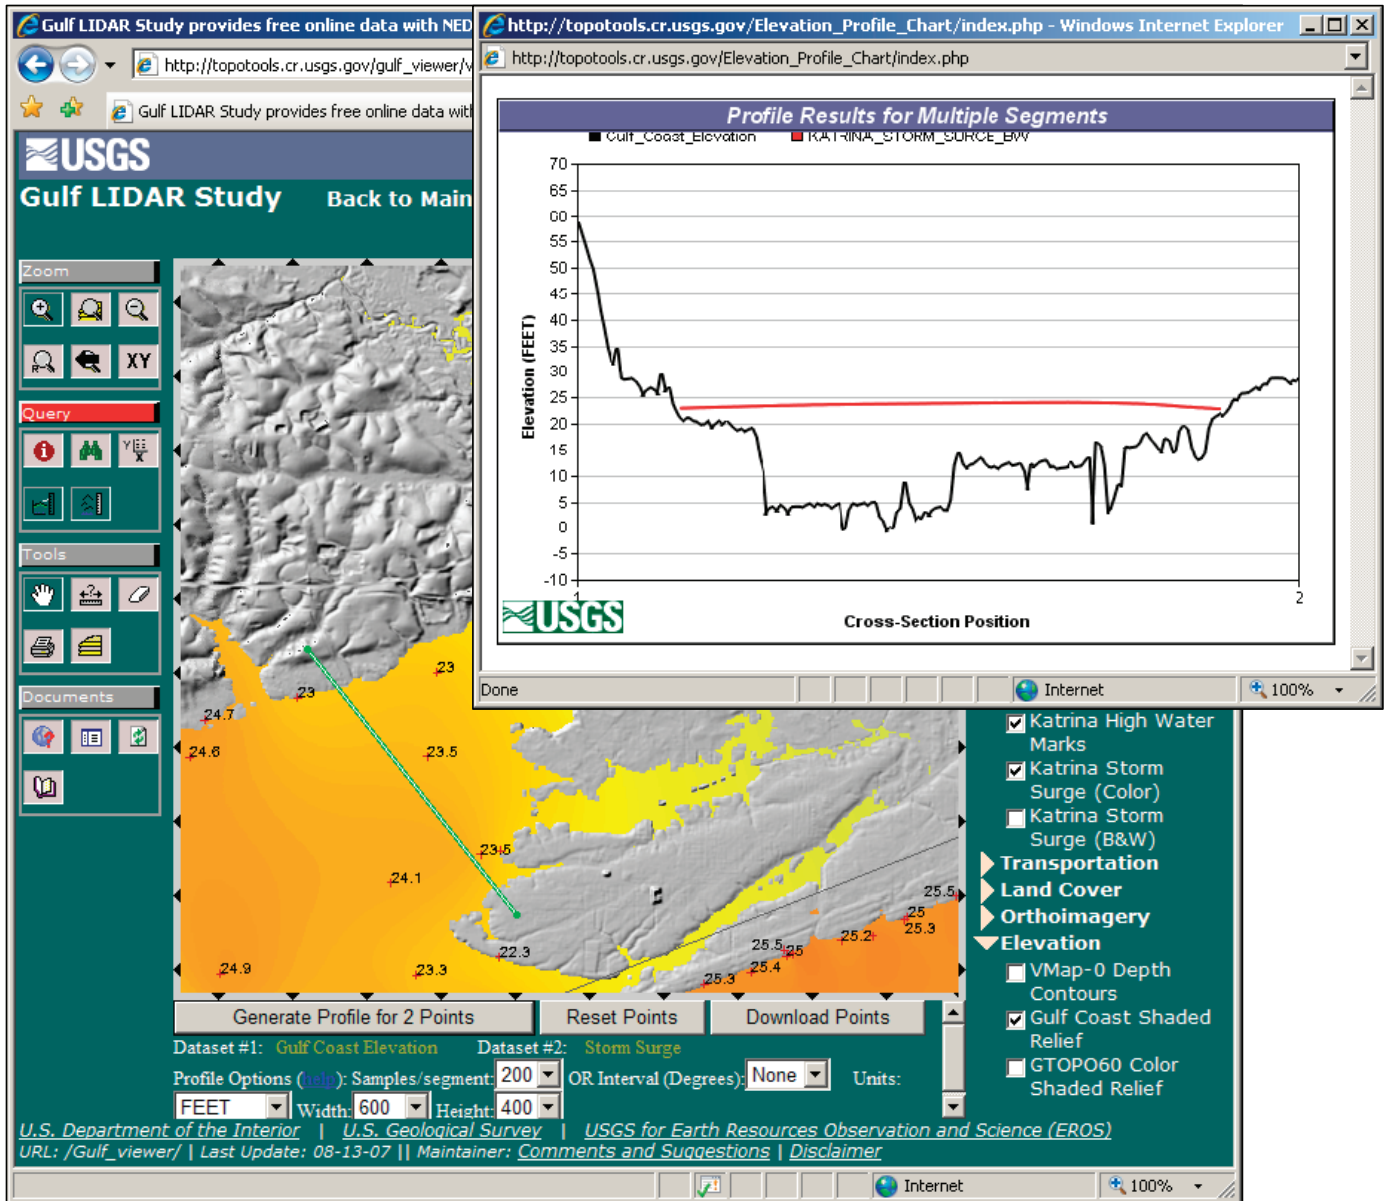 Gulf LIDAR Study provides free online data with NED
http://topotools.cr.usgs.gov/gulf_viewer/v
Gulf LIDAR Study provides free online data wit
USGS
Gulf LIDAR Study Back to Main
http://topotools.cr.usgs.gov/Elevation_Profile_Chart/index.php - Windows Internet Explorer
http://topotools.cr.usgs.gov/Elevation_Profile_Chart/index.php
Profile Results for Multiple Segments
Gulf_Coast_Elevation KATRINA_STORM_SURGE_BW
70
65
60
55
50
45
40
35
30
25
20
15
10
5
0
-5
-10
Elevation (FEET)
1 2
Cross-Section Position
USGS
Done Internet 100%
Zoom
XY
Query
Tools
Documents
23
23
24.7
24.6
23.5
23.5
24.1
22.3
24.9
23.3
25.5
25
25.3
25.2
25.5
25
25.4
25.3
Katrina High Water
Marks
Katrina Storm
Surge (Color)
Katrina Storm
Surge (B&W)
Transportation
Land Cover
Orthoimagery
Elevation
VMap-0 Depth
Contours
Gulf Coast Shaded
Relief
GTOPO60 Color
Shaded Relief
Generate Profile for 2 Points Reset Points Download Points
Dataset #1: Gulf Coast Elevation Dataset #2: Storm Surge
Profile Options (help): Samples/segment: 200 OR Interval (Degrees): None Units:
FEET Width: 600 Height: 400
U.S. Department of the Interior | U.S. Geological Survey | USGS for Earth Resources Observation and Science (EROS)
URL: /Gulf_viewer/ | Last Update: 08-13-07 || Maintainer: Comments and Suggestions | Disclaimer
Internet 100%